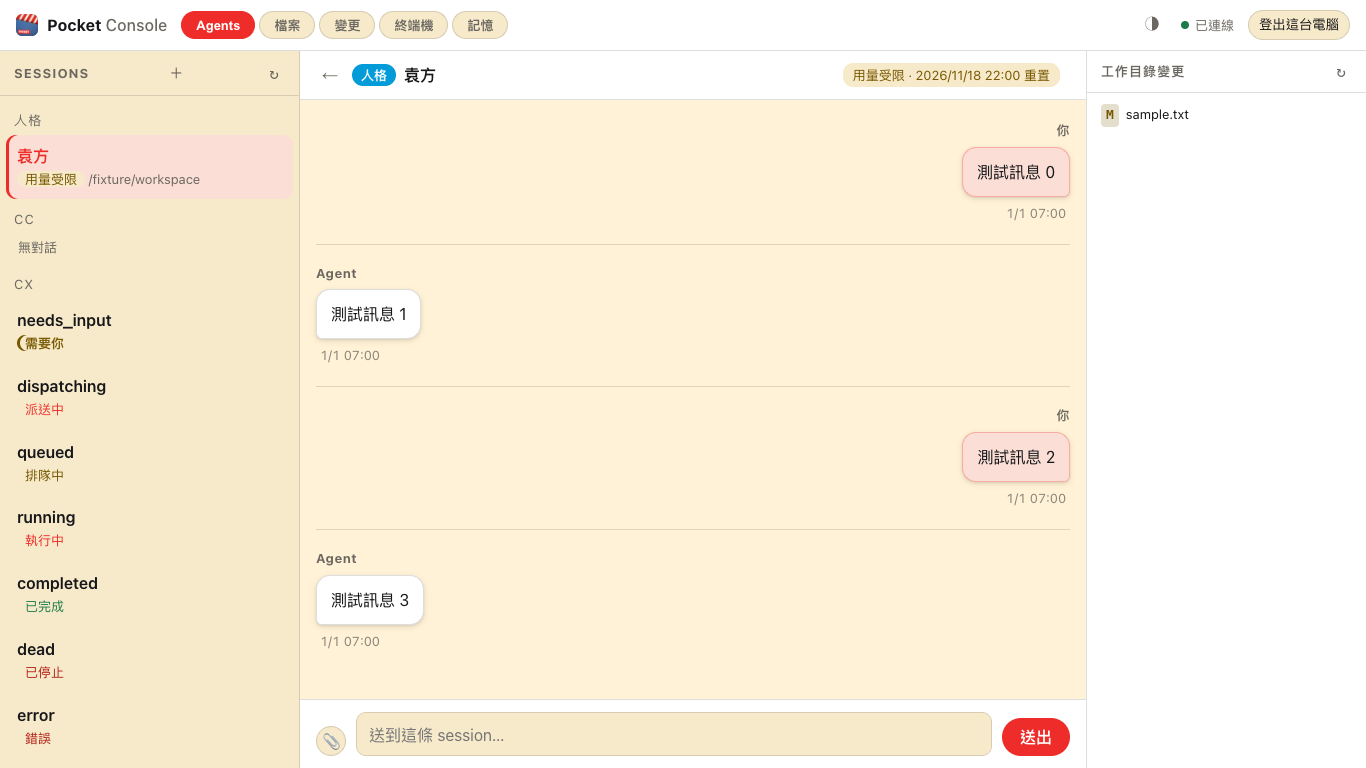 Pocket Console
Agents
檔案
變更
終端機
記憶
已連線
登出這台電腦
SESSIONS
人格
袁方
用量受限 /fixture/workspace
CC
無對話
CX
needs_input
需要你
dispatching
派送中
queued
排隊中
running
執行中
completed
已完成
dead
已停止
error
錯誤
人格 袁方
用量受限 · 2026/11/18 22:00 重置
你
測試訊息 0
1/1 07:00
Agent
測試訊息 1
1/1 07:00
你
測試訊息 2
1/1 07:00
Agent
測試訊息 3
1/1 07:00
送到這條 session...
送出
工作目錄變更
M sample.txt